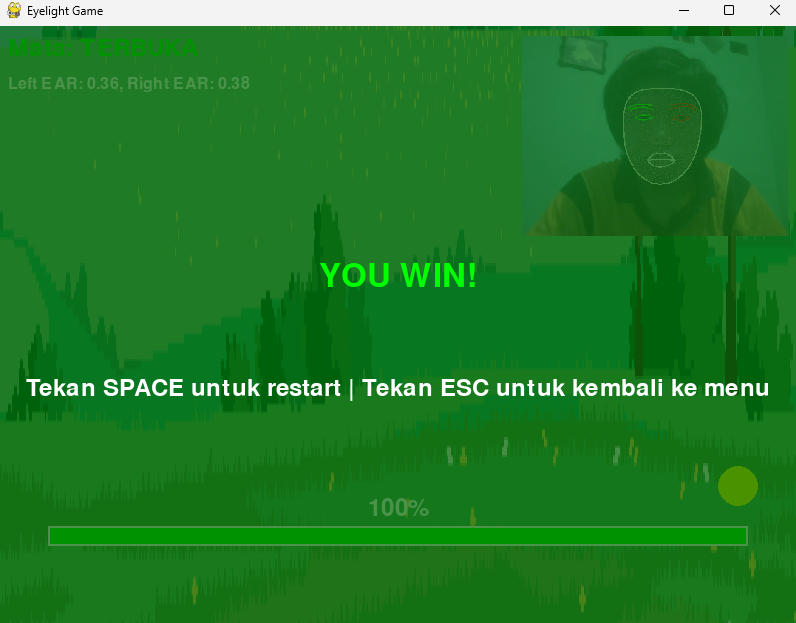 Eyelight Game
Mata: TERBUKA
Left EAR: 0.36, Right EAR: 0.38
YOU WIN!
Tekan SPACE untuk restart | Tekan ESC untuk kembali ke menu
100%